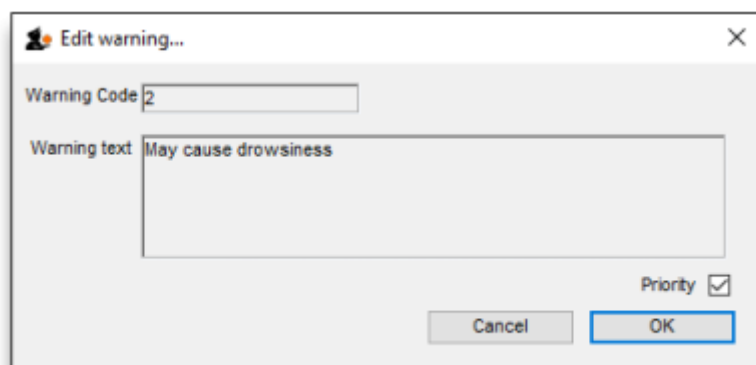 Edit warning...
Warning Code 2
Warning text May cause drowsiness
Priority
Cancel OK